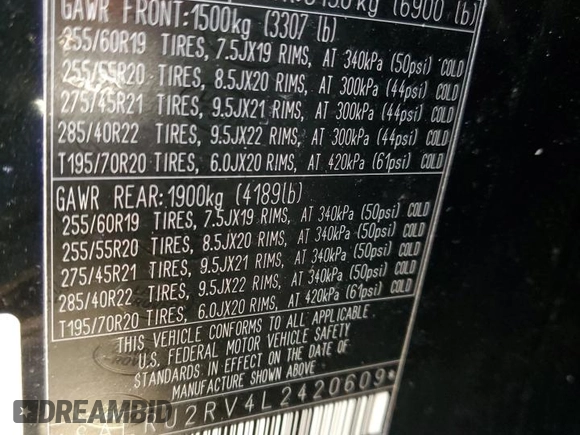 (6900 lb)
GAWR FRONT:1500kg (3307 lb)
255/60R19 TIRES, 7.5JX19 RIMS, AT 340kPa (50psi) COLD
255/55R20 TIRES, 8.5JX20 RIMS, AT 300kPa (44psi) COLD
275/45R21 TIRES, 9.5JX21 RIMS, AT 300kPa (44psi) COLD
285/40R22 TIRES, 9.5JX22 RIMS, AT 300kPa (44psi) COLD
T195/70R20 TIRES, 6.0JX20 RIMS, AT 420kPa (61psi) COLD
GAWR REAR:1900kg (4189lb)
255/60R19 TIRES, 7.5JX19 RIMS, AT 340kPa (50psi) COLD
255/55R20 TIRES, 8.5JX20 RIMS, AT 340kPa (50psi) COLD
275/45R21 TIRES, 9.5JX21 RIMS, AT 340kPa (50psi) COLD
285/40R22 TIRES, 9.5JX22 RIMS, AT 340kPa (50psi) COLD
T195/70R20 TIRES, 6.0JX20 RIMS, AT 420kPa (61psi) COLD
THIS VEHICLE CONFORMS TO ALL APPLICABLE
U.S. FEDERAL MOTOR VEHICLE SAFETY
STANDARDS IN EFFECT ON THE DATE OF
MANUFACTURE SHOWN ABOVE
RU2RV4L2420609*
DREAMBID